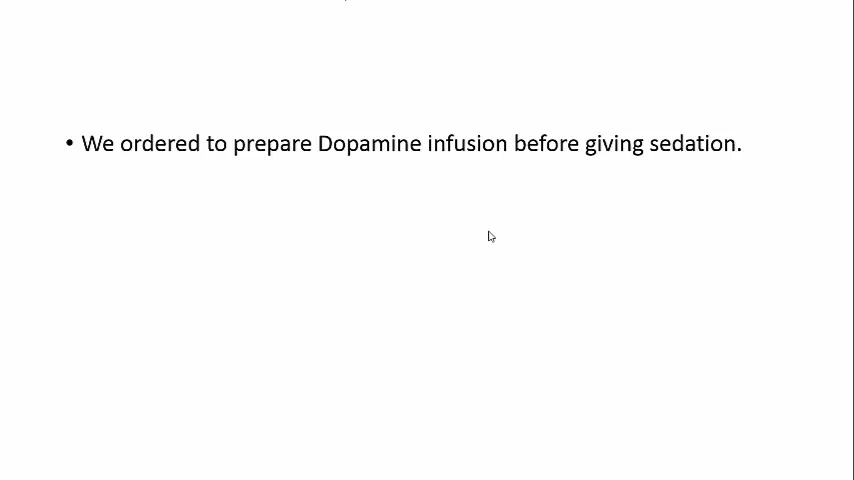 • We ordered to prepare Dopamine infusion before giving sedation.